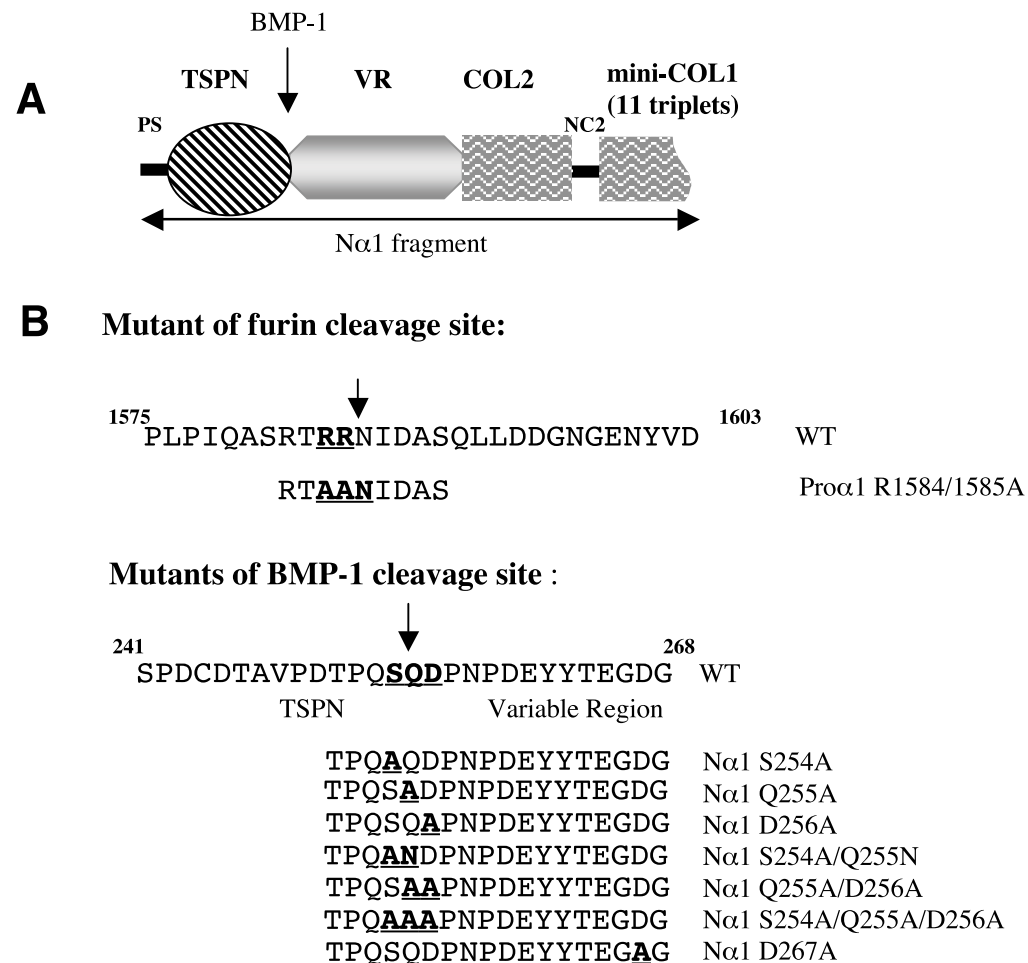 A
BMP-1
TSPN VR COL2 mini-COL1
(11 triplets)
PS NC2
Nα1 fragment
B Mutant of furin cleavage site:
1575 PLPIQASRTRRNIDASQLLDDGNGENYVD 1603 WT
RTAANIDAS Proα1 R1584/1585A
Mutants of BMP-1 cleavage site :
241 SPDCDTAVPDTPQSQDPNPDEYYTEGDG 268 WT
TSPN Variable Region
TPQAQDPNPDEYYTEGDG Nα1 S254A
TPQSADPNPDEYYTEGDG Nα1 Q255A
TPQSQAPNPDEYYTEGDG Nα1 D256A
TPQANDPNPDEYYTEGDG Nα1 S254A/Q255N
TPQSAAPNPDEYYTEGDG Nα1 Q255A/D256A
TPQAAAPNPDEYYTEGDG Nα1 S254A/Q255A/D256A
TPQSQDPNPDEYYTEGAG Nα1 D267A